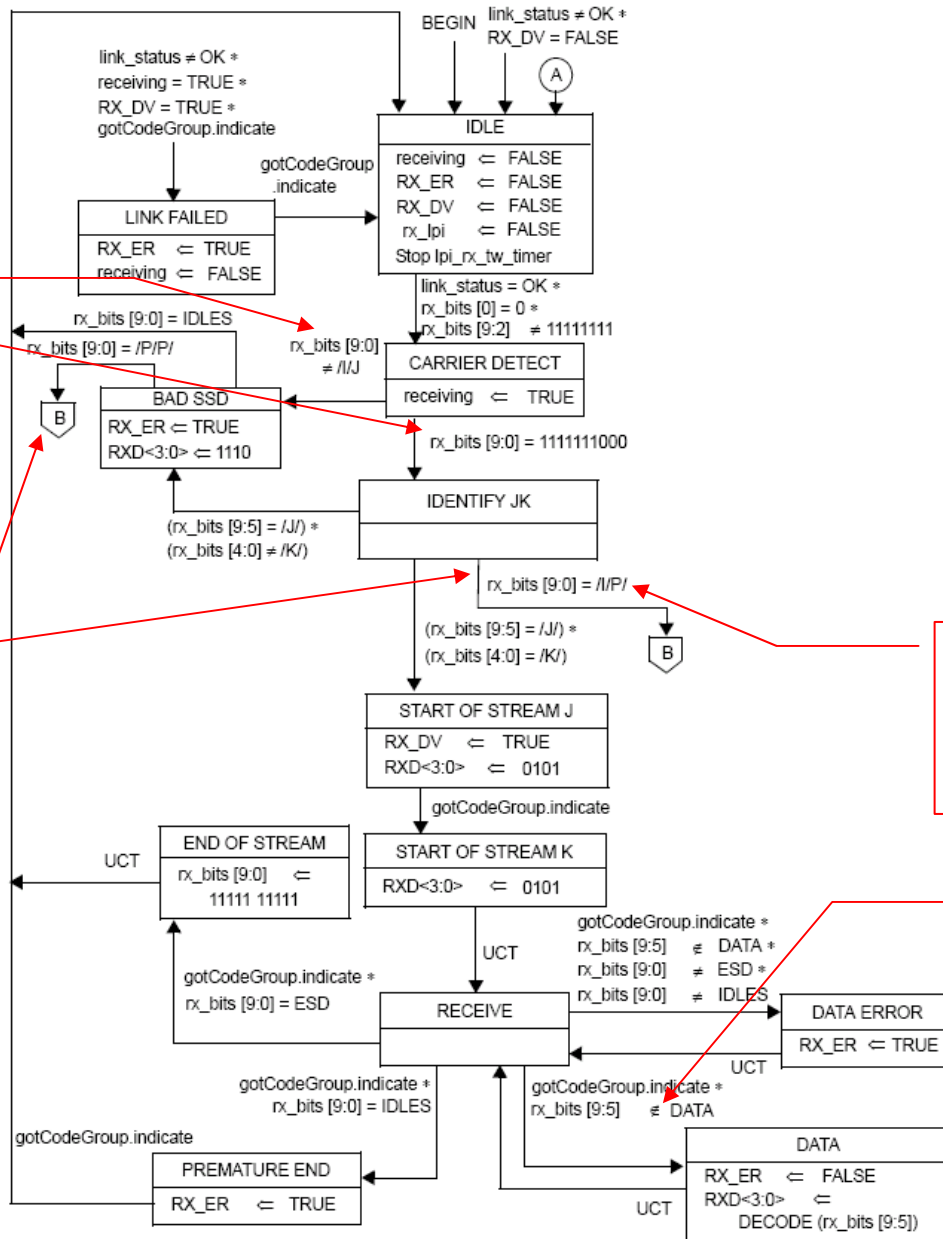 BEGIN
link_status ≠ OK *
RX_DV = FALSE
A
link_status ≠ OK *
receiving = TRUE *
RX_DV = TRUE *
gotCodeGroup.indicate
IDLE
receiving ⇐ FALSE
RX_ER ⇐ FALSE
RX_DV ⇐ FALSE
rx_lpi ⇐ FALSE
Stop lpi_rx_tw_timer
gotCodeGroup
.indicate
LINK FAILED
RX_ER ⇐ TRUE
receiving ⇐ FALSE
link_status = OK *
rx_bits [0] = 0 *
rx_bits [9:2] ≠ 11111111
rx_bits [9:0] = IDLES
rx_bits [9:0] = /P/P/
rx_bits [9:0]
≠ /I/J
CARRIER DETECT
receiving ⇐ TRUE
B
BAD SSD
RX_ER ⇐ TRUE
RXD<3:0> ⇐ 1110
rx_bits [9:0] = 1111111000
IDENTIFY JK
(rx_bits [9:5] = /J/) *
(rx_bits [4:0] ≠ /K/)
rx_bits [9:0] = /I/P/
B
(rx_bits [9:5] = /J/) *
(rx_bits [4:0] = /K/)
START OF STREAM J
RX_DV ⇐ TRUE
RXD<3:0> ⇐ 0101
gotCodeGroup.indicate
END OF STREAM
rx_bits [9:0] ⇐
11111 11111
UCT
START OF STREAM K
RXD<3:0> ⇐ 0101
UCT
gotCodeGroup.indicate *
rx_bits [9:5] ∉ DATA *
rx_bits [9:0] ≠ ESD *
rx_bits [9:0] ≠ IDLES
gotCodeGroup.indicate *
rx_bits [9:0] = ESD
RECEIVE
DATA ERROR
RX_ER ⇐ TRUE
UCT
gotCodeGroup.indicate *
rx_bits [9:0] = IDLES
gotCodeGroup.indicate *
rx_bits [9:5] ∉ DATA
gotCodeGroup.indicate
PREMATURE END
RX_ER ⇐ TRUE
UCT
DATA
RX_ER ⇐ FALSE
RXD<3:0> ⇐
DECODE (rx_bits [9:5])